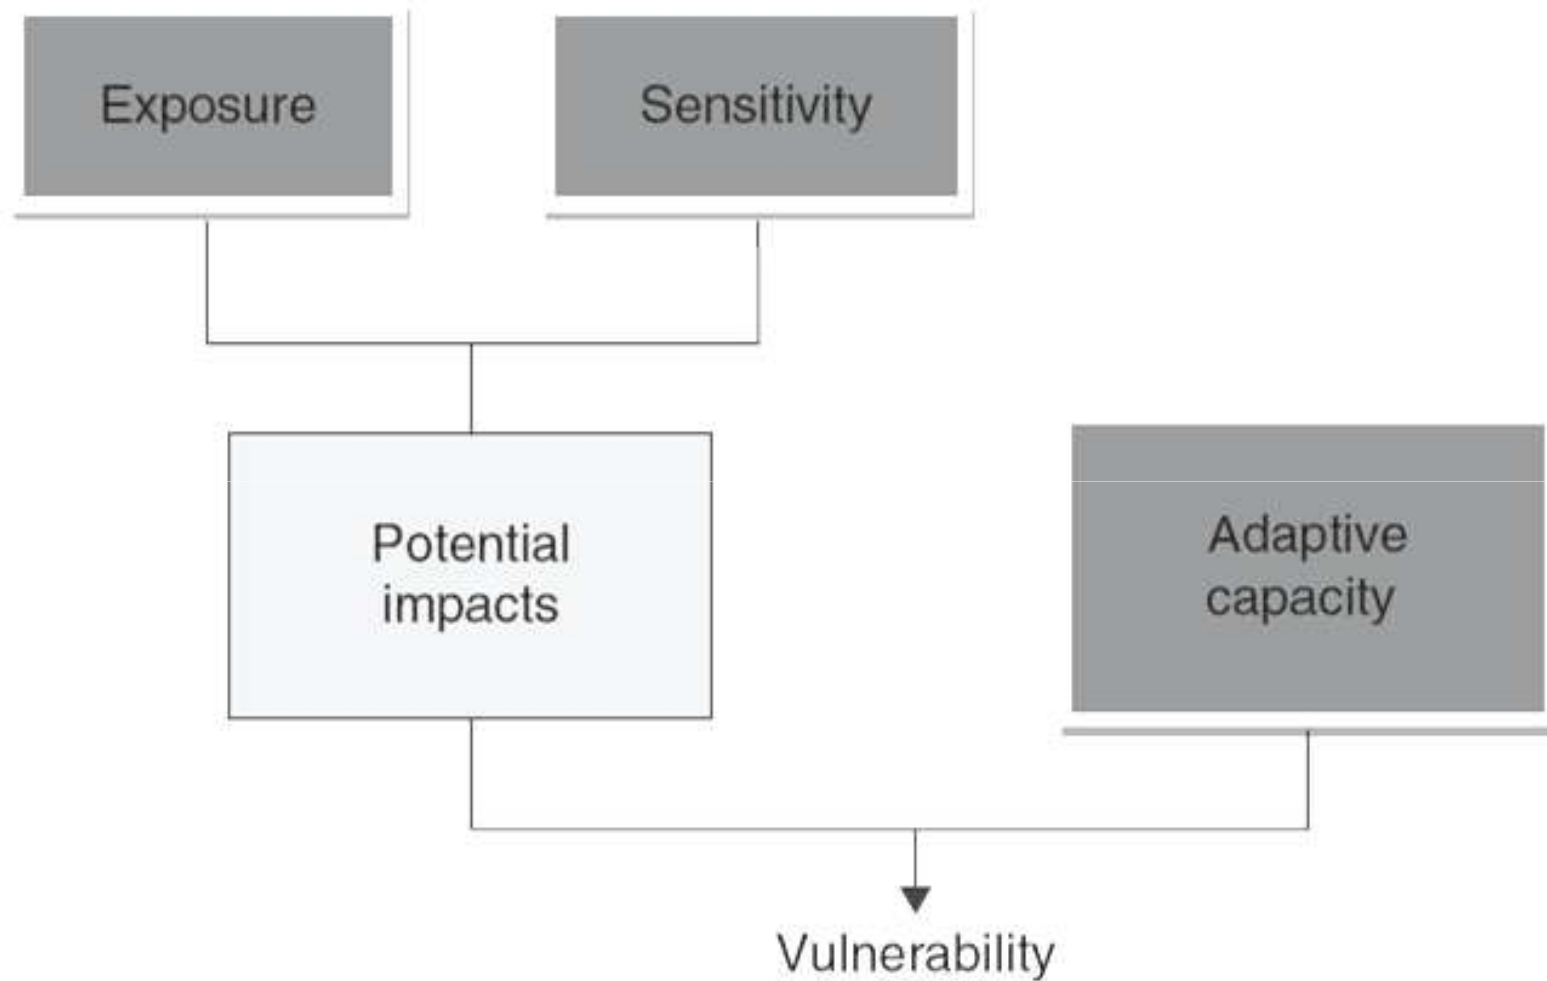 Exposure
Sensitivity
Potential
impacts
Adaptive
capacity
Vulnerability